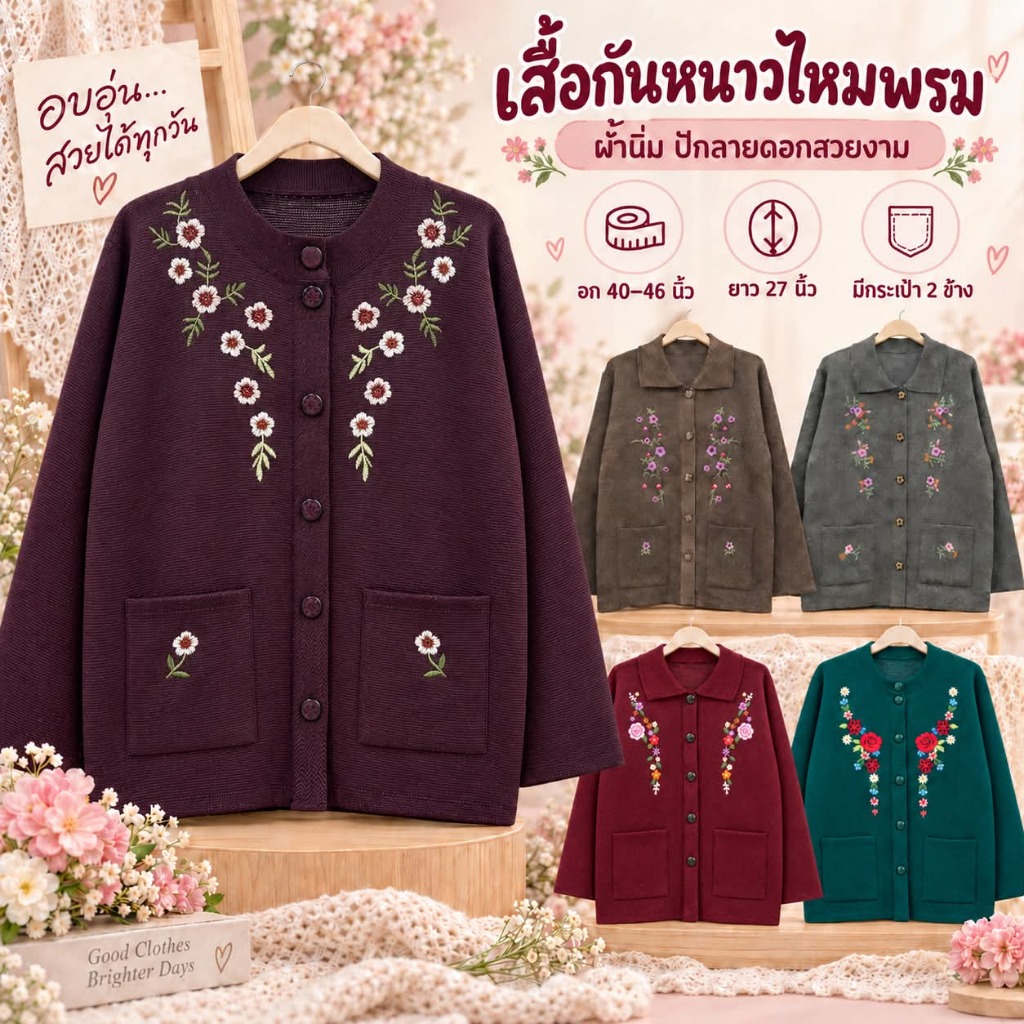 อบอุ่น...
สวยได้ทุกวัน
เสื้อกันหนาวไหมพรม
ผ้านิ่ม ปักลายดอกสวยงาม
อก 40–46 นิ้ว
ยาว 27 นิ้ว
มีกระเป๋า 2 ข้าง
Good Clothes
Brighter Days